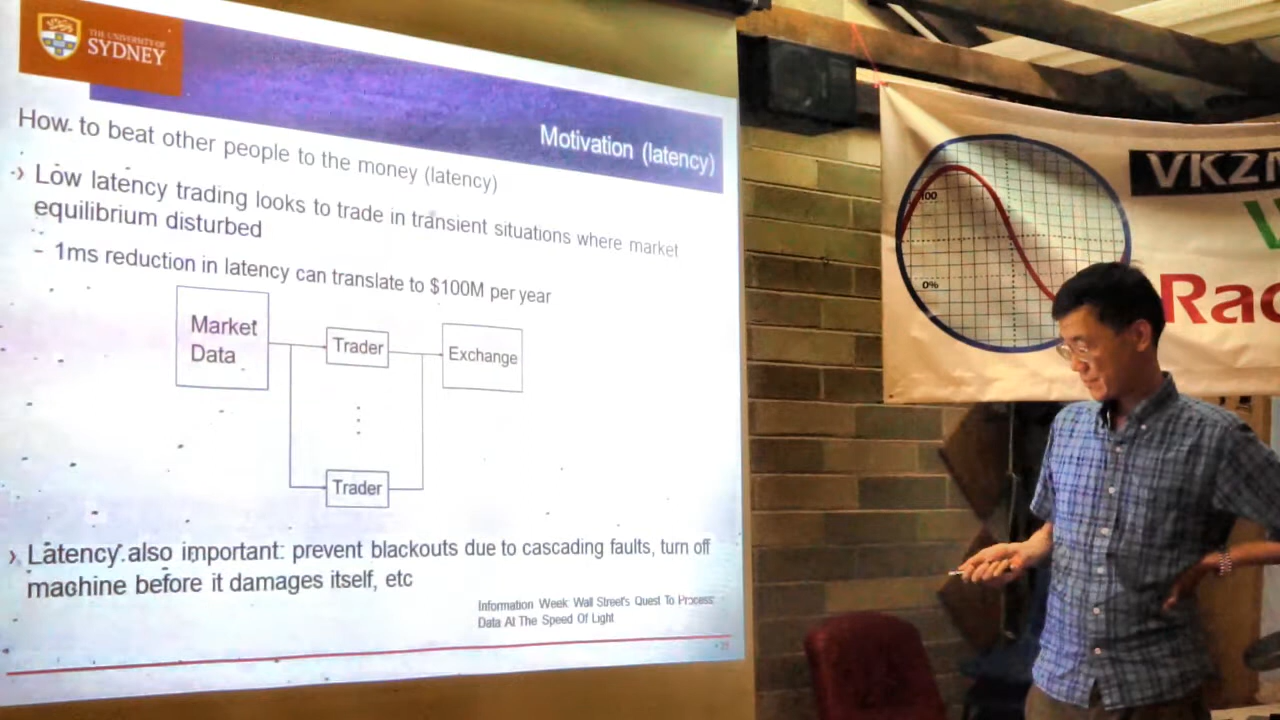 THE UNIVERSITY OF
SYDNEY
Motivation (latency)
How to beat other people to the money (latency)
› Low latency trading looks to trade in transient situations where market
equilibrium disturbed
- 1ms reduction in latency can translate to $100M per year
Market
Data
Trader
Exchange
Trader
› Latency also important: prevent blackouts due to cascading faults, turn off
machine before it damages itself, etc
Information Week: Wall Street's Quest To Process
Data At The Speed Of Light
100
0%
VK2